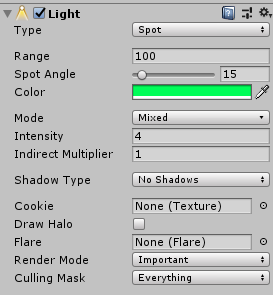 Light
Type Spot
Range 100
Spot Angle 15
Color
Mode Mixed
Intensity 4
Indirect Multiplier 1
Shadow Type No Shadows
Cookie None (Texture)
Draw Halo
Flare None (Flare)
Render Mode Important
Culling Mask Everything